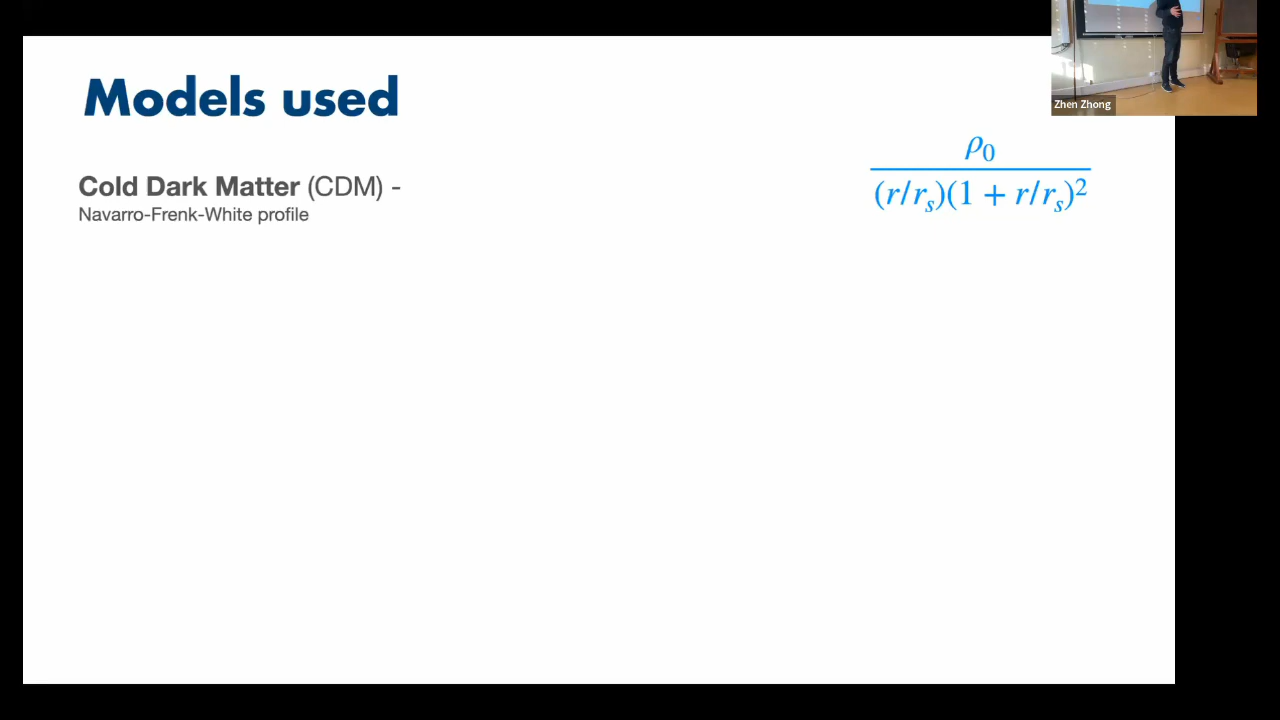 Models used
Zhen Zhong
Cold Dark Matter (CDM) -
Navarro-Frenk-White profile
ρ₀
(r/rₛ)(1 + r/rₛ)²